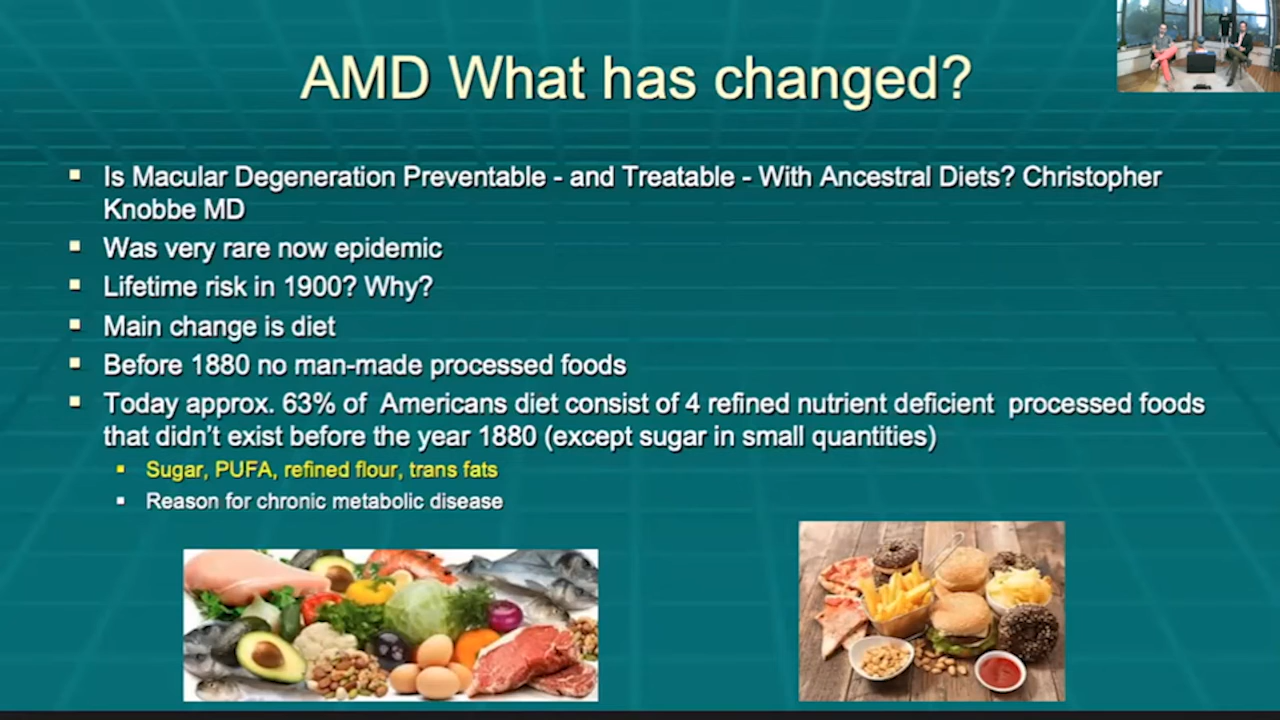 AMD What has changed?
Is Macular Degeneration Preventable - and Treatable - With Ancestral Diets? Christopher
Knobbe MD
Was very rare now epidemic
Lifetime risk in 1900? Why?
Main change is diet
Before 1880 no man-made processed foods
Today approx. 63% of Americans diet consist of 4 refined nutrient deficient processed foods
that didn't exist before the year 1880 (except sugar in small quantities)
Sugar, PUFA, refined flour, trans fats
Reason for chronic metabolic disease